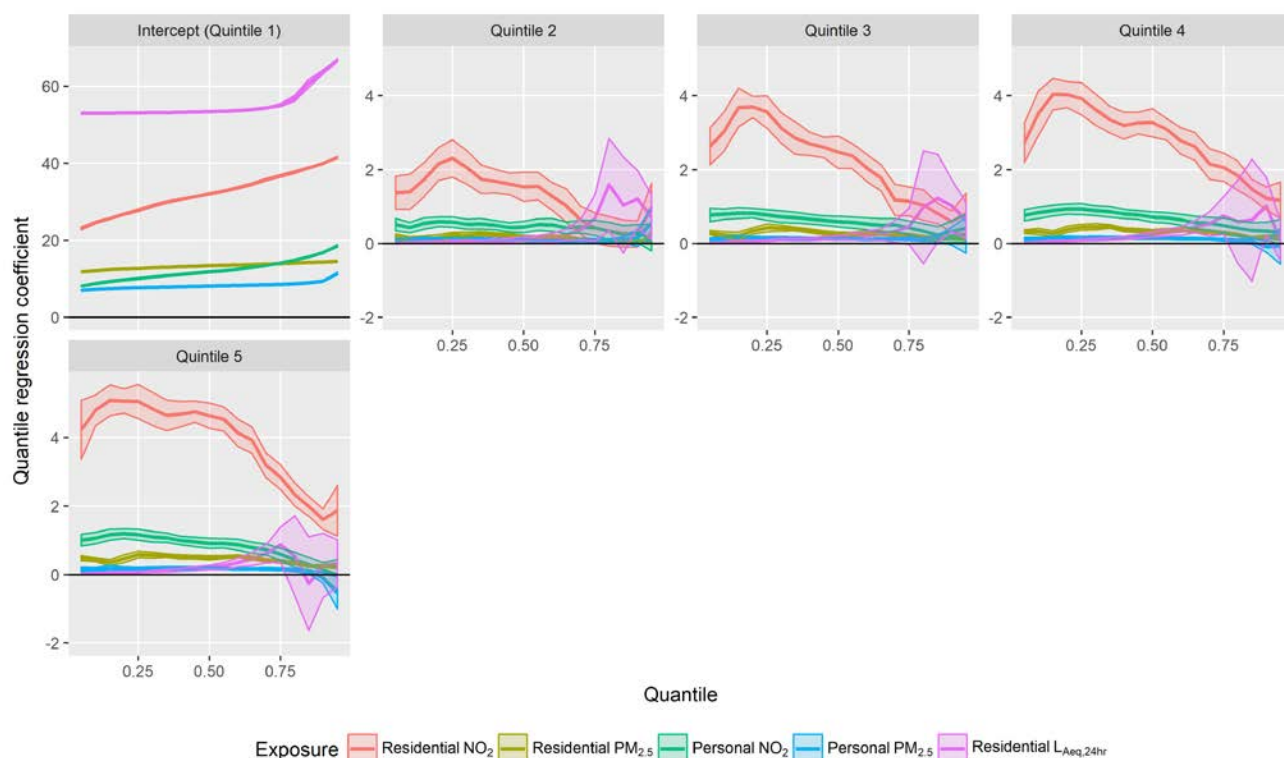 Intercept (Quintile 1)
Quintile 2
Quintile 3
Quintile 4
60
40
20
0
4
2
0
-2
4
2
0
-2
4
2
0
-2
0.25 0.50 0.75
0.25 0.50 0.75
0.25 0.50 0.75
Quintile 5
4
2
0
-2
0.25 0.50 0.75
Quantile regression coefficient
Quantile
Exposure Residential NO₂ Residential PM₂.₅ Personal NO₂ Personal PM₂.₅ Residential L_Aeq,24hr